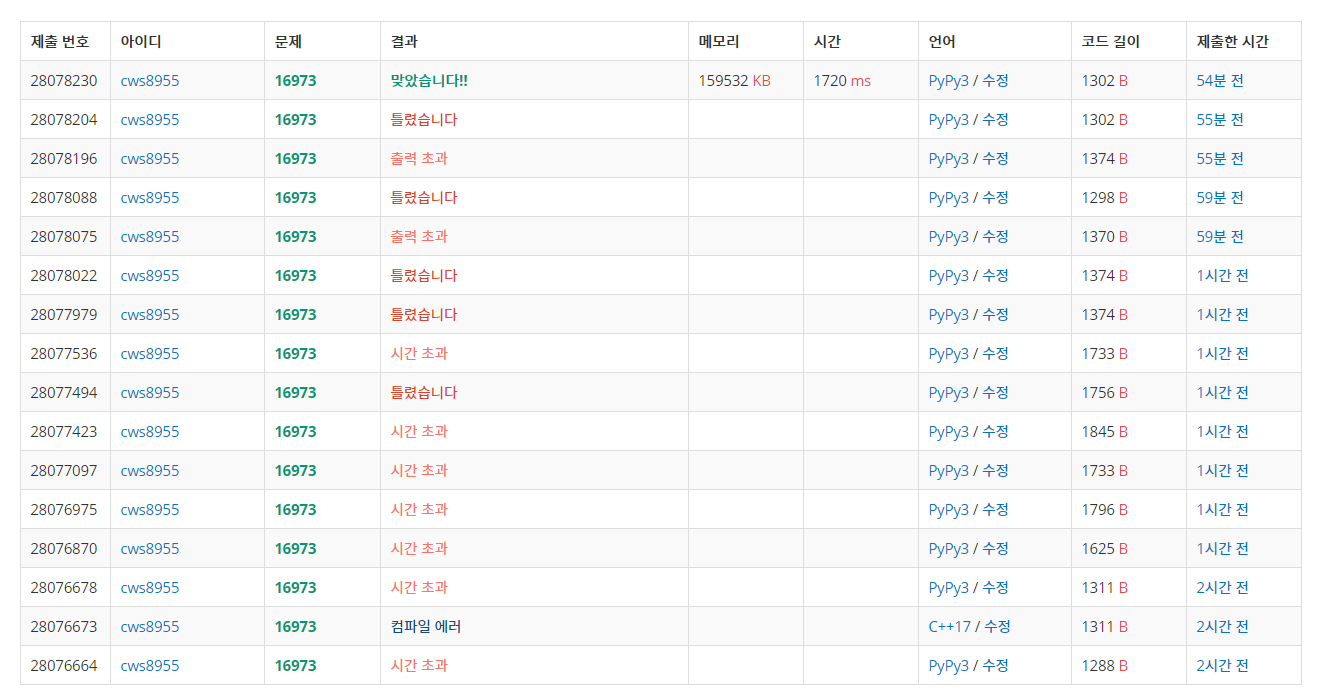 제출 번호 아이디 문제 결과 메모리 시간 언어 코드 길이 제출한 시간
28078230 cws8955 16973 맞았습니다!! 159532 KB 1720 ms PyPy3 / 수정 1302 B 54분 전
28078204 cws8955 16973 틀렸습니다 PyPy3 / 수정 1302 B 55분 전
28078196 cws8955 16973 출력 초과 PyPy3 / 수정 1374 B 55분 전
28078088 cws8955 16973 틀렸습니다 PyPy3 / 수정 1298 B 59분 전
28078075 cws8955 16973 출력 초과 PyPy3 / 수정 1370 B 59분 전
28078022 cws8955 16973 틀렸습니다 PyPy3 / 수정 1374 B 1시간 전
28077979 cws8955 16973 틀렸습니다 PyPy3 / 수정 1374 B 1시간 전
28077536 cws8955 16973 시간 초과 PyPy3 / 수정 1733 B 1시간 전
28077494 cws8955 16973 틀렸습니다 PyPy3 / 수정 1756 B 1시간 전
28077423 cws8955 16973 시간 초과 PyPy3 / 수정 1845 B 1시간 전
28077097 cws8955 16973 시간 초과 PyPy3 / 수정 1733 B 1시간 전
28076975 cws8955 16973 시간 초과 PyPy3 / 수정 1796 B 1시간 전
28076870 cws8955 16973 시간 초과 PyPy3 / 수정 1625 B 1시간 전
28076678 cws8955 16973 시간 초과 PyPy3 / 수정 1311 B 2시간 전
28076673 cws8955 16973 컴파일 에러 C++17 / 수정 1311 B 2시간 전
28076664 cws8955 16973 시간 초과 PyPy3 / 수정 1288 B 2시간 전